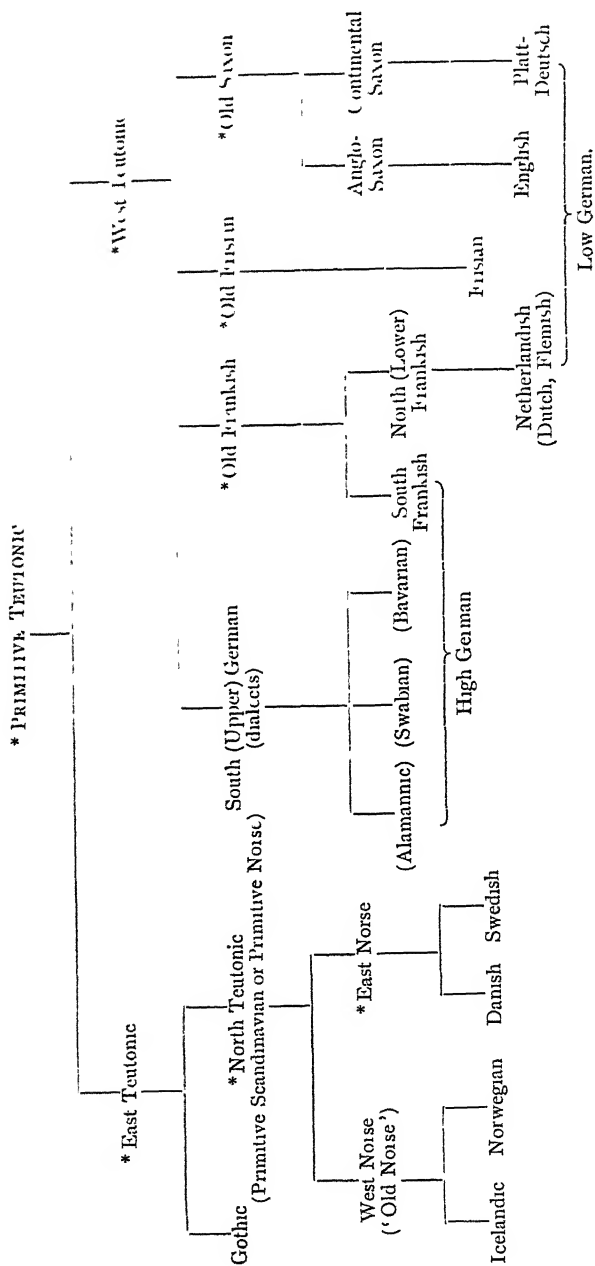 * PRIMITIVE TEUTONIC
* East Teutonic
* West Teutonic
Gothic
* North Teutonic
(Primitive Scandinavian or Primitive Norse)
South (Upper) German
(dialects)
* Old Frankish
* Old Frisian
* Old Saxon
West Norse
('Old Norse')
* East Norse
(Alamannic) (Swabian) (Bavarian)
South
Frankish
North (Lower)
Frankish
Anglo-
Saxon
Continental
Saxon
Icelandic Norwegian
Danish Swedish
High German
Frisian
Netherlandish
(Dutch, Flemish)
English
Platt-
Deutsch
Low German.